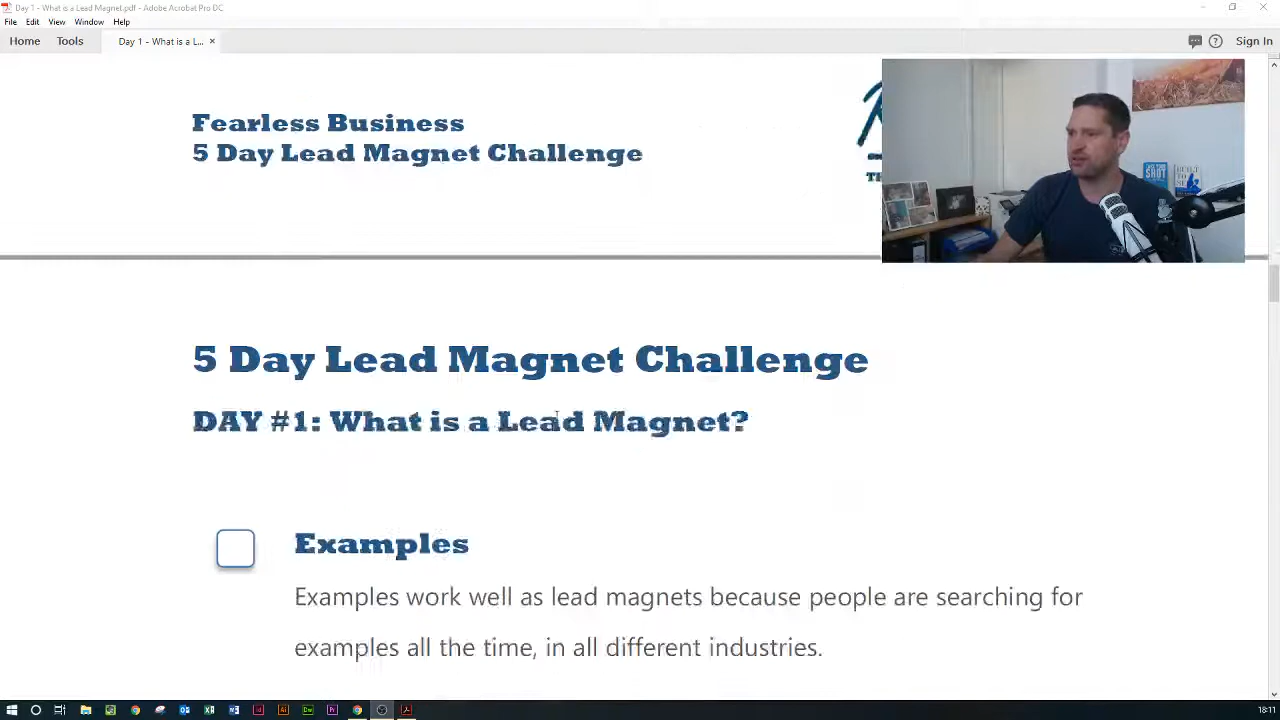 Day 1 - What is a Lead Magnet.pdf - Adobe Acrobat Pro DC
File Edit View Window Help
Home Tools Day 1 - What is a L... × Sign In
Fearless Business
5 Day Lead Magnet Challenge
5 Day Lead Magnet Challenge
DAY #1: What is a Lead Magnet?
Examples
Examples work well as lead magnets because people are searching for
examples all the time, in all different industries.
18:11